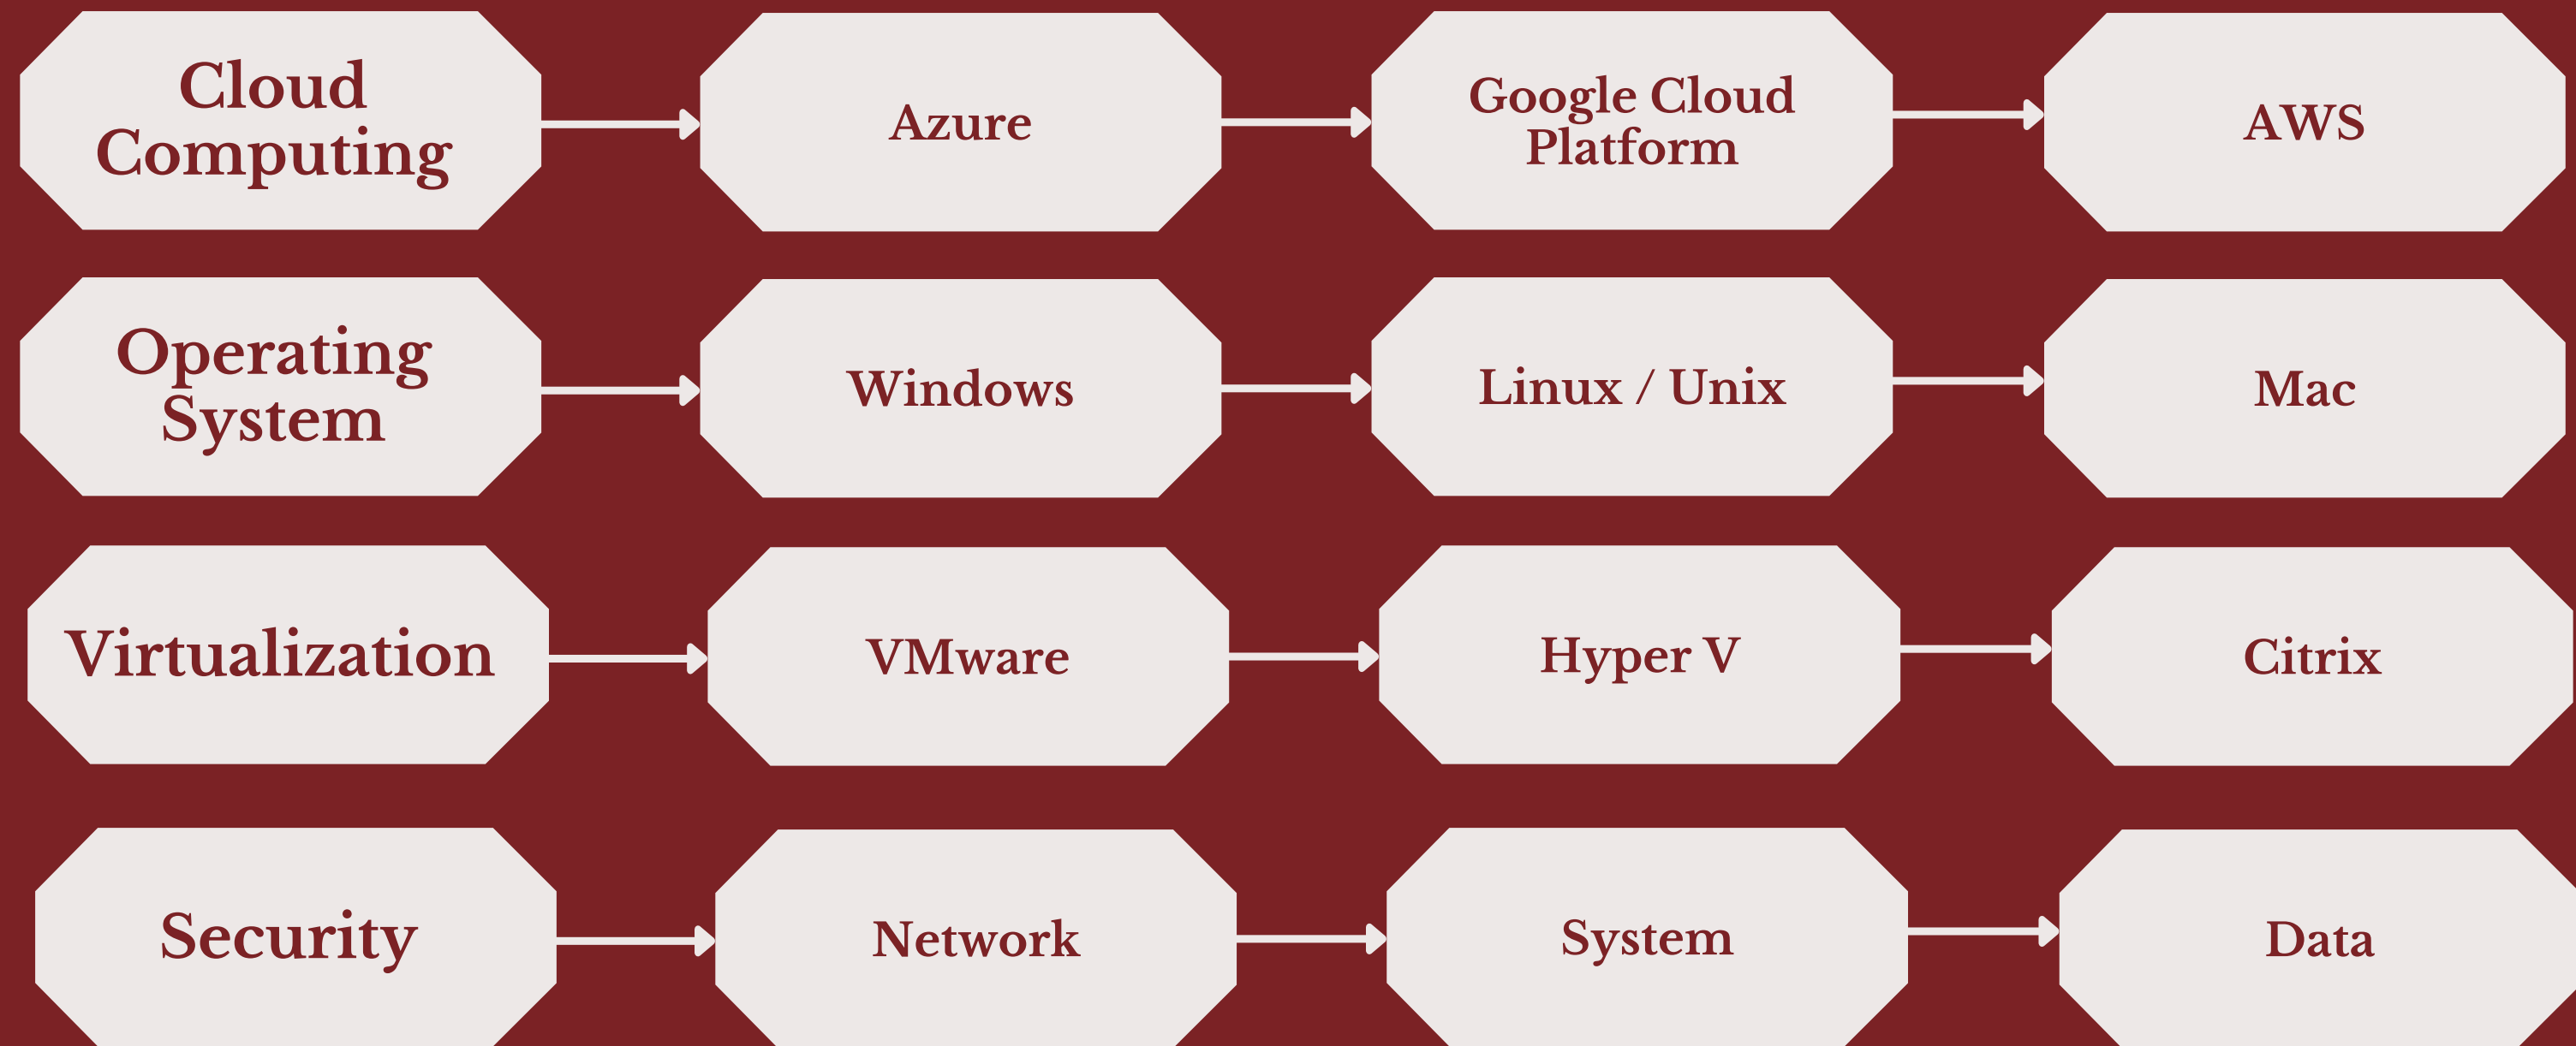 Cloud
Computing
Azure
Google Cloud
Platform
AWS
Operating
System
Windows
Linux / Unix
Mac
Virtualization
VMware
Hyper V
Citrix
Security
Network
System
Data